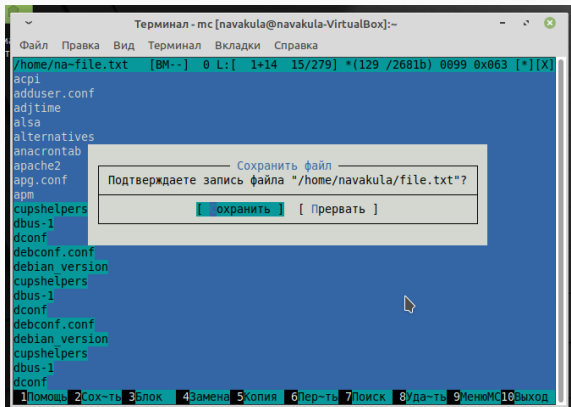 Терминал - mc [navakula@navakula-VirtualBox]:~
Файл Правка Вид Терминал Вкладки Справка
/home/na~file.txt [BM--] 0 L:[ 1+14 15/279] *(129 /2681b) 0099 0x063 [*][X]
acpi
adduser.conf
adjtime
alsa
alternatives
anacrontab
apache2
apg.conf
apm
Сохранить файл
Подтверждаете запись файла "/home/navakula/file.txt"?
[ Сохранить ] [ Прервать ]
cupshelpers
dbus-1
dconf
debconf.conf
debian_version
cupshelpers
dbus-1
dconf
debconf.conf
debian_version
cupshelpers
dbus-1
dconf
1Помощь 2Сох~ть 3Блок 4Замена 5Копия 6Пер~ть 7Поиск 8Уда~ть 9МенюМС 10Выход